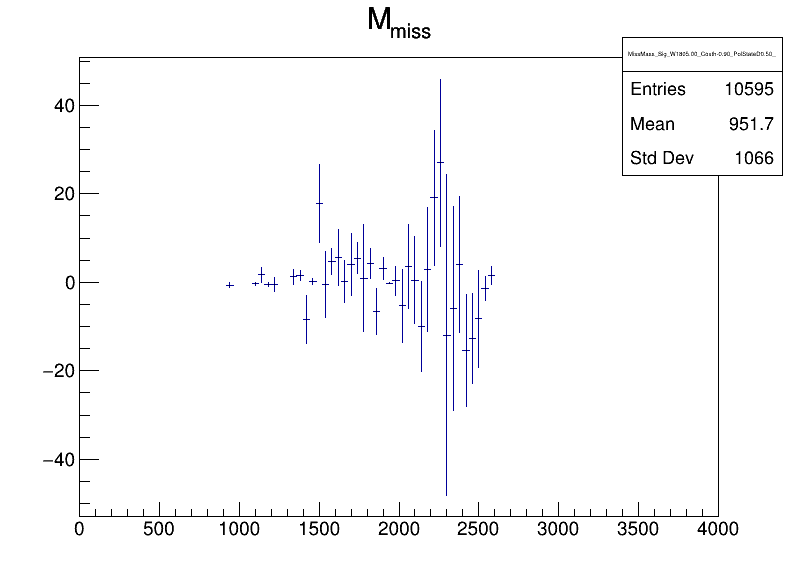 M_miss
MissMass_Sig_W1865.00_Costh-0.90_PolStateD0.50_
Entries 10595
Mean 951.7
Std Dev 1066
40
20
0
−20
−40
0 500 1000 1500 2000 2500 3000 3500 4000